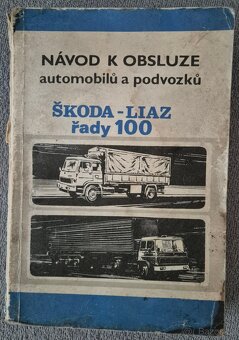 NÁVOD K OBSLUZE
automobilů a podvozků
ŠKODA-LIAZ
řady 100